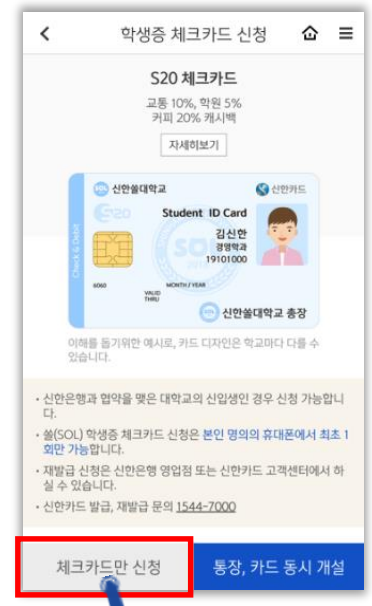 학생증 체크카드 신청
S20 체크카드
교통 10%, 학원 5%
커피 20% 캐시백
자세히보기
신한쏠대학교
신한카드
S20
Student ID Card
김신한
경영학과
19101000
Check & Debit
6060
MONTH / YEAR
VALID
THRU
신한쏠대학교 총장
이해를 돕기위한 예시로, 카드 디자인은 학교마다 다를 수
있습니다.
· 신한은행과 협약을 맺은 대학교의 신입생인 경우 신청 가능합니
다.
· 쏠(SOL) 학생증 체크카드 신청은 본인 명의의 휴대폰에서 최초 1
회만 가능합니다.
· 재발급 신청은 신한은행 영업점 또는 신한카드 고객센터에서 하
실 수 있습니다.
· 신한카드 발급, 재발급 문의 1544-7000
체크카드만 신청
통장, 카드 동시 개설